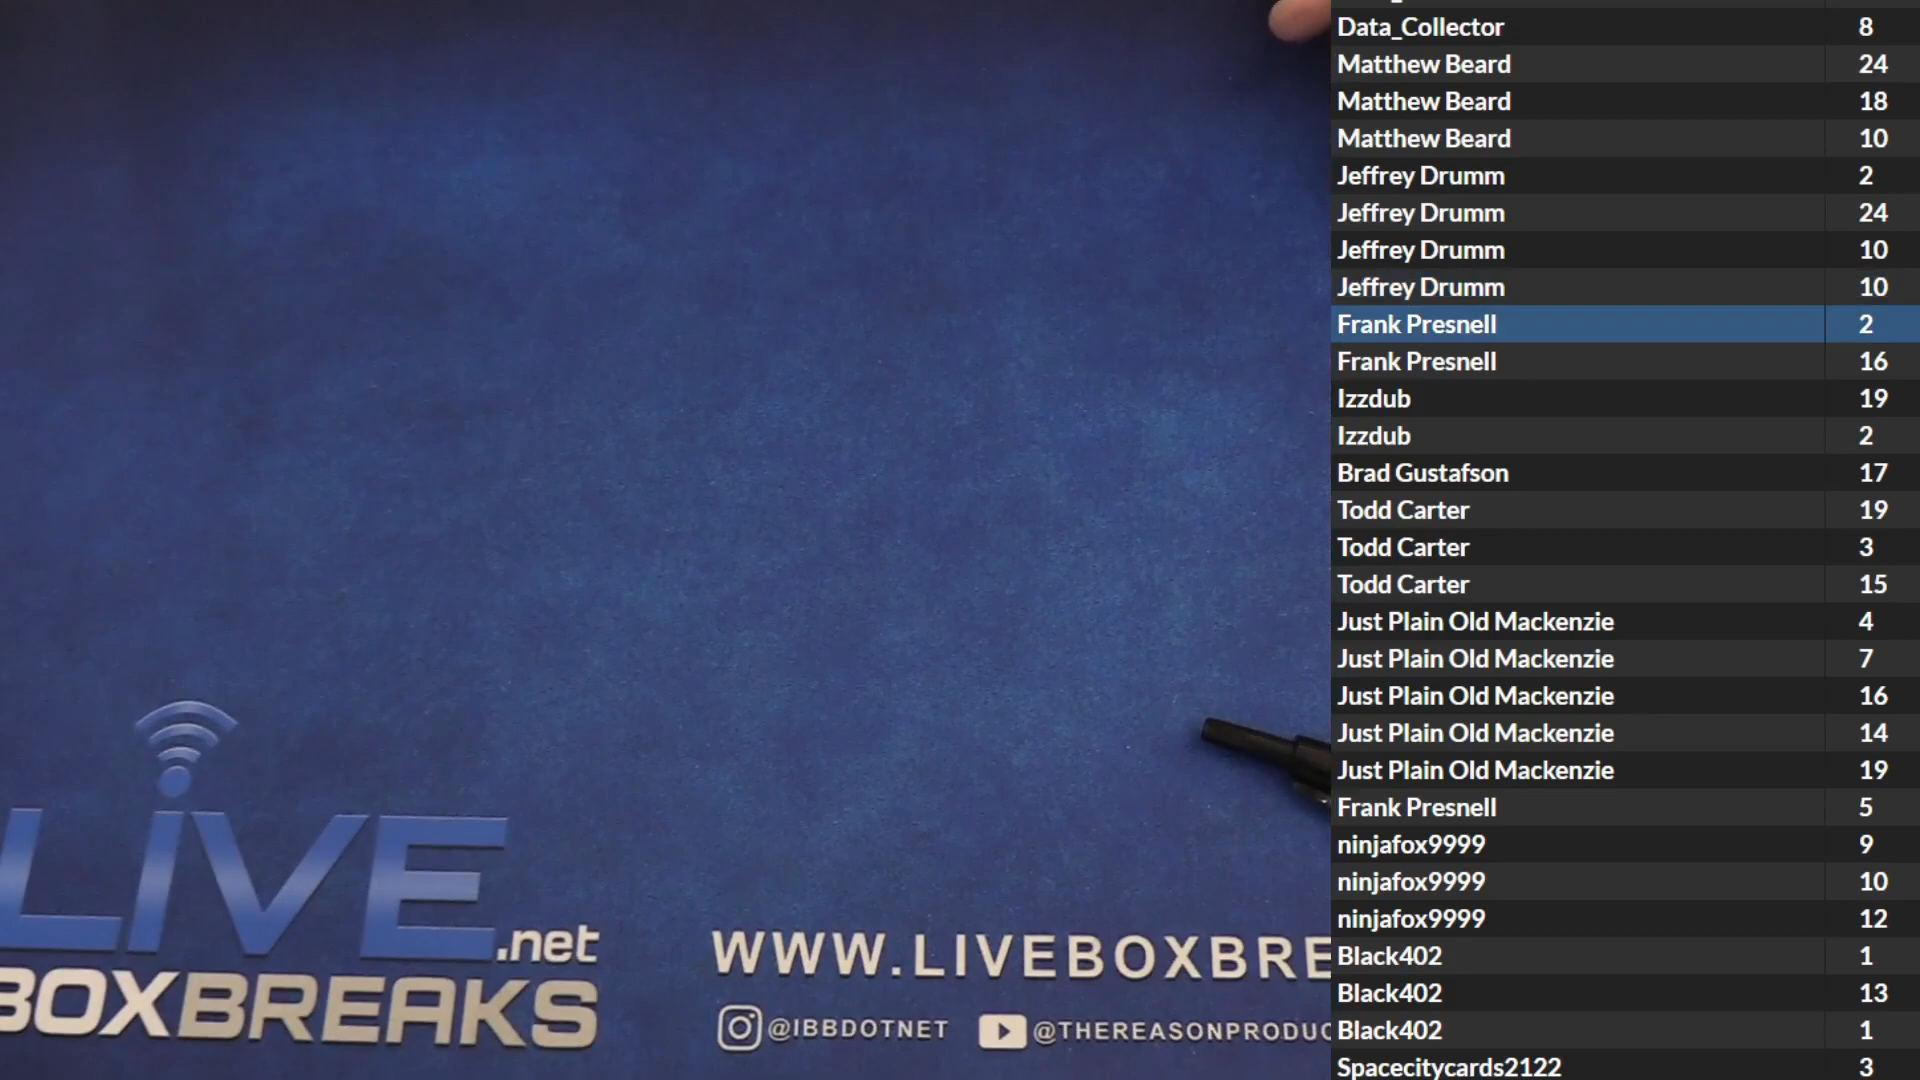 Data_Collector 8
Matthew Beard 24
Matthew Beard 18
Matthew Beard 10
Jeffrey Drumm 2
Jeffrey Drumm 24
Jeffrey Drumm 10
Jeffrey Drumm 10
Frank Presnell 2
Frank Presnell 16
Izzdub 19
Izzdub 2
Brad Gustafson 17
Todd Carter 19
Todd Carter 3
Todd Carter 15
Just Plain Old Mackenzie 4
Just Plain Old Mackenzie 7
Just Plain Old Mackenzie 16
Just Plain Old Mackenzie 14
Just Plain Old Mackenzie 19
Frank Presnell 5
ninjafox9999 9
ninjafox9999 10
ninjafox9999 12
Black402 1
Black402 13
Black402 1
Spacecitycards2122 3
LiVE.net
BOXBREAKS
WWW.LIVEBOXBRE
@IBBDOTNET @THEREASONPRODUC